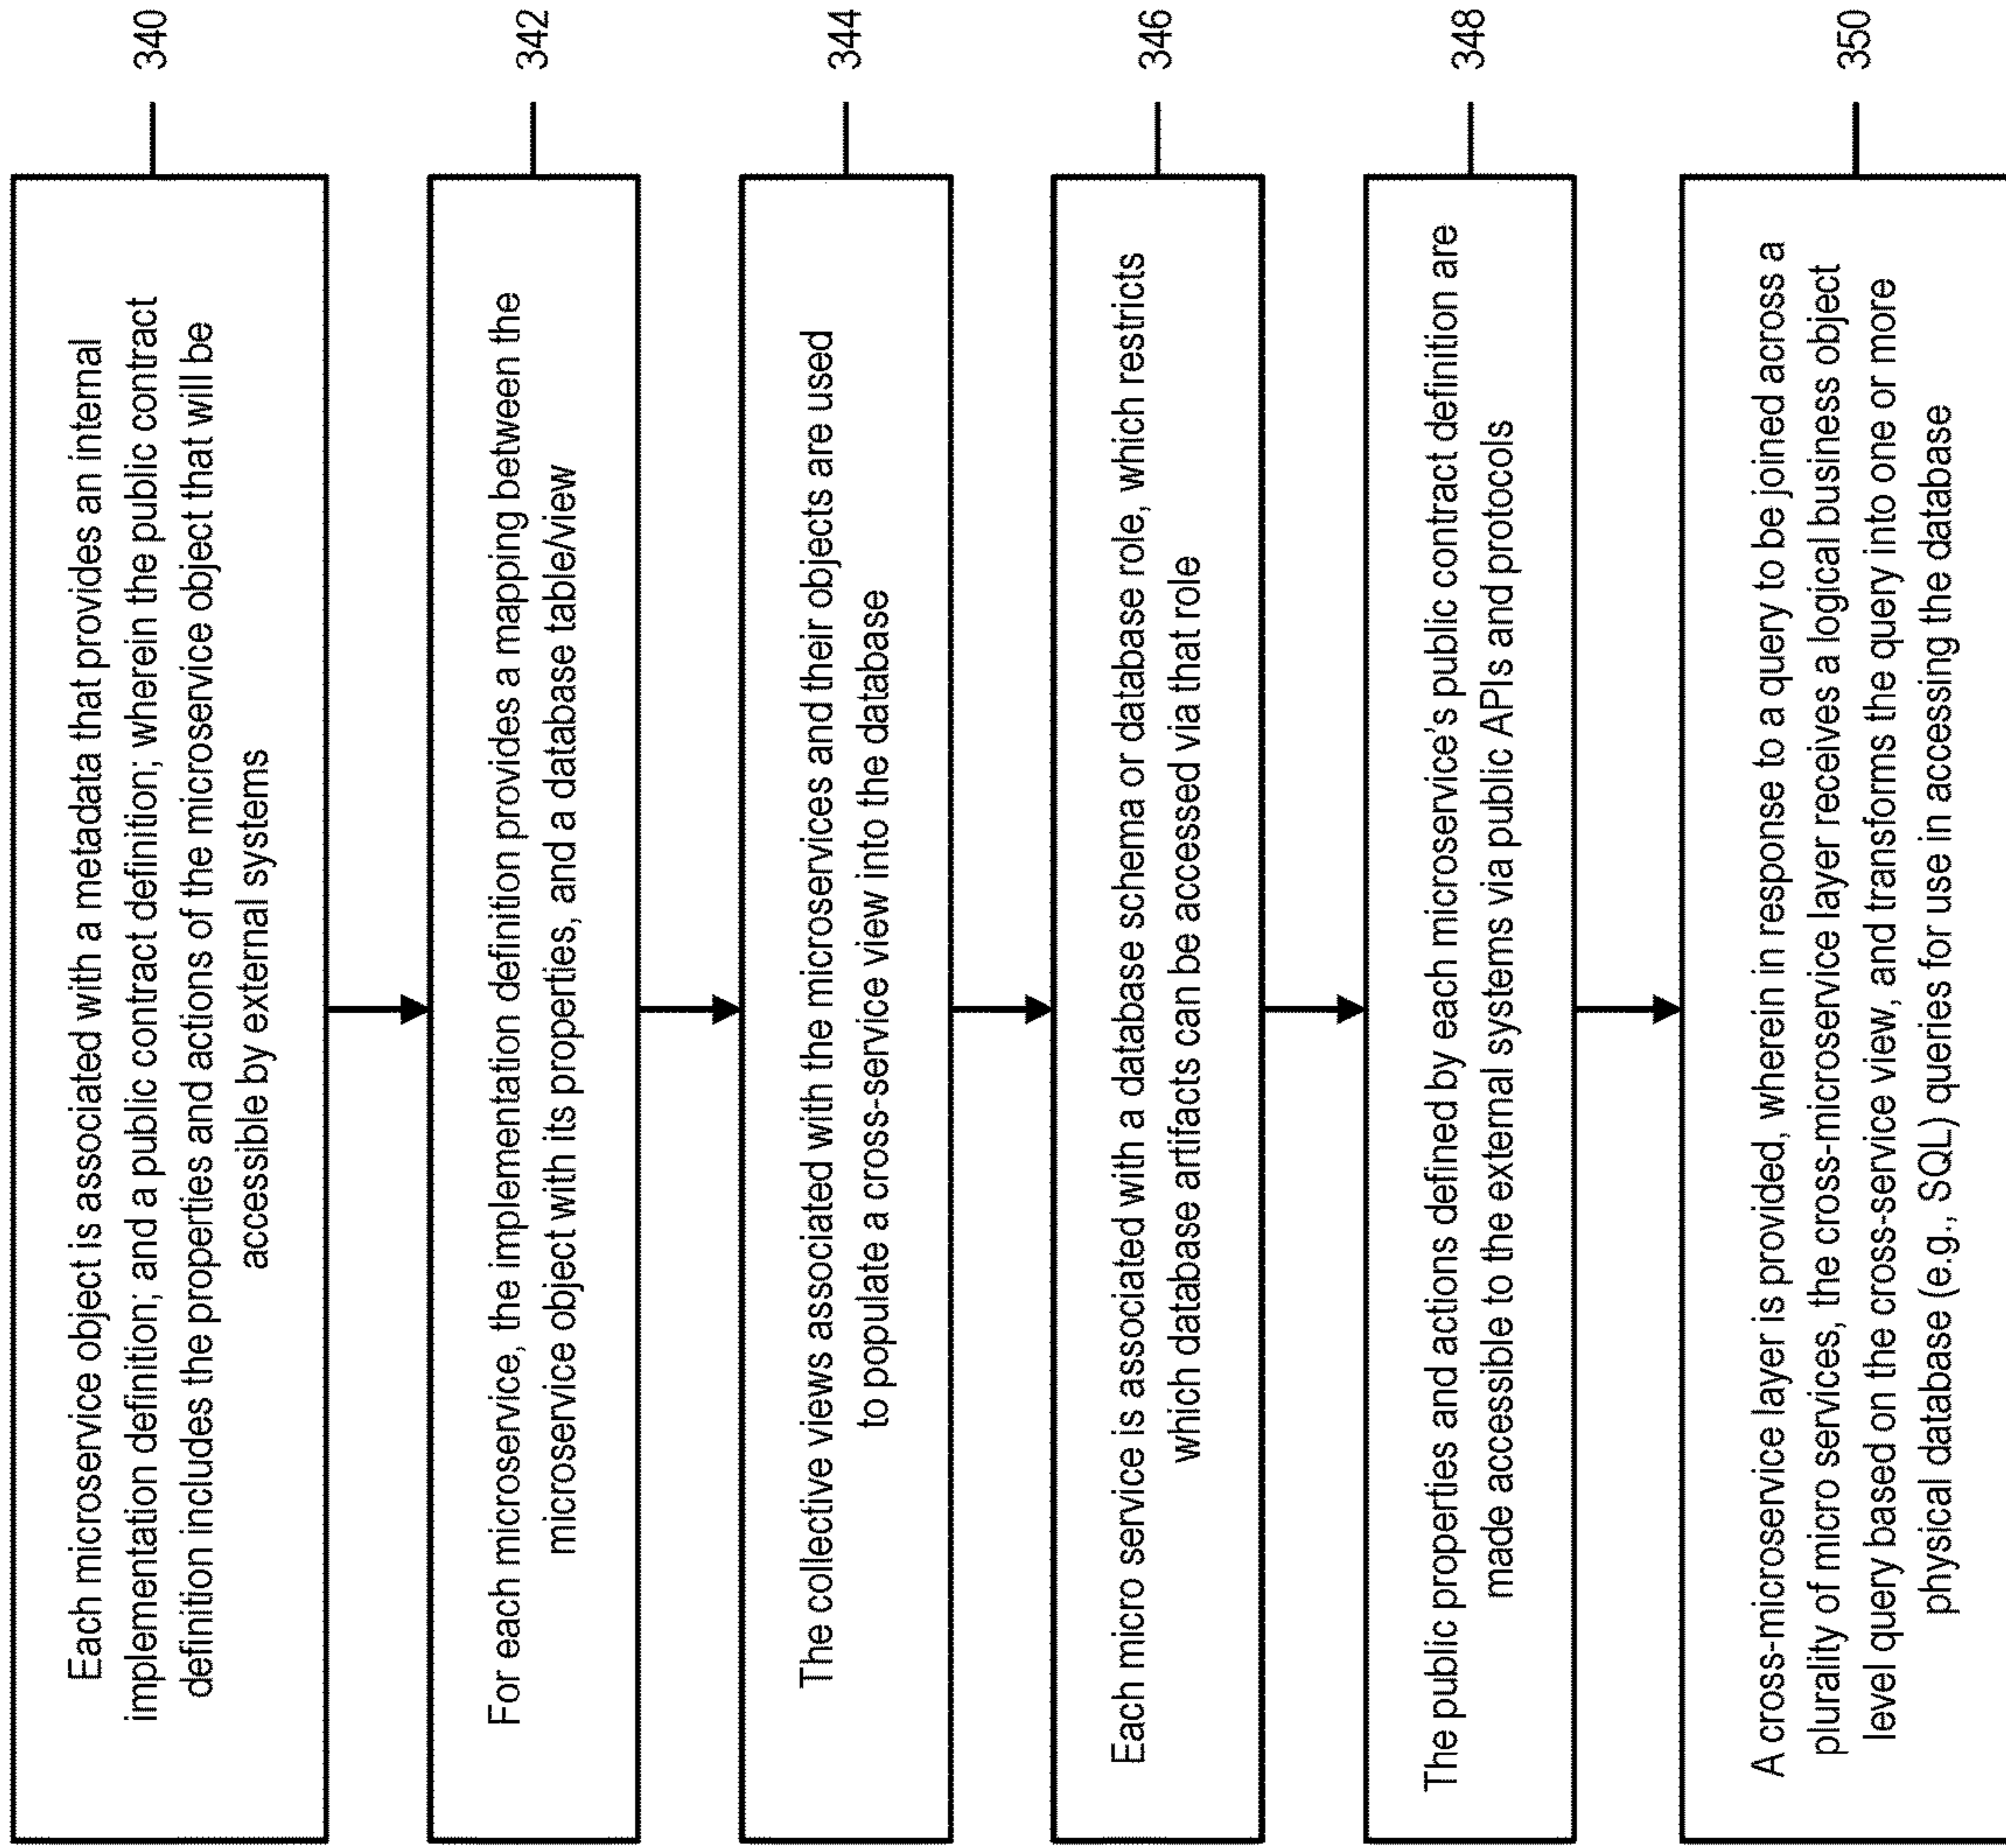 Each microservice object is associated with a metadata that provides an internal
implementation definition; and a public contract definition; wherein the public contract
definition includes the properties and actions of the microservice object that will be
accessible by external systems
340
For each microservice, the implementation definition provides a mapping between the
microservice object with its properties, and a database table/view
342
The collective views associated with the microservices and their objects are used
to populate a cross-service view into the database
344
Each micro service is associated with a database schema or database role, which restricts
which database artifacts can be accessed via that role
346
The public properties and actions defined by each microservice's public contract definition are
made accessible to the external systems via public APIs and protocols
348
A cross-microservice layer is provided, wherein in response to a query to be joined across a
plurality of micro services, the cross-microservice layer receives a logical business object
level query based on the cross-service view, and transforms the query into one or more
physical database (e.g., SQL) queries for use in accessing the database
350